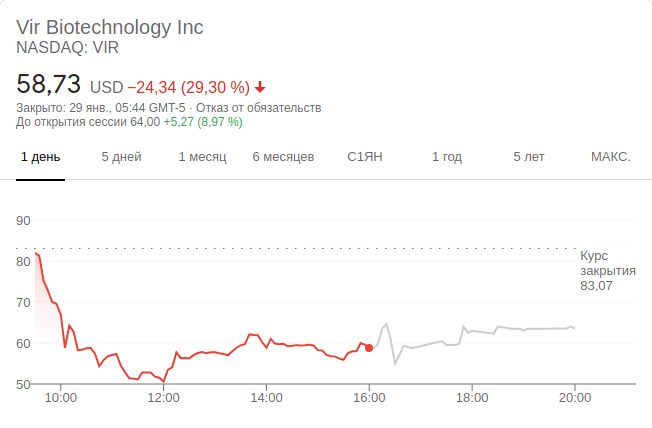 Vir Biotechnology Inc
NASDAQ: VIR
58,73 USD −24,34 (29,30 %)
Закрыто: 29 янв., 05:44 GMT-5 · Отказ от обязательств
До открытия сессии 64,00 +5,27 (8,97 %)
1 день 5 дней 1 месяц 6 месяцев С1ЯН 1 год 5 лет МАКС.
90
80
70
60
50
Курс
закрытия
83,07
10:00 12:00 14:00 16:00 18:00 20:00